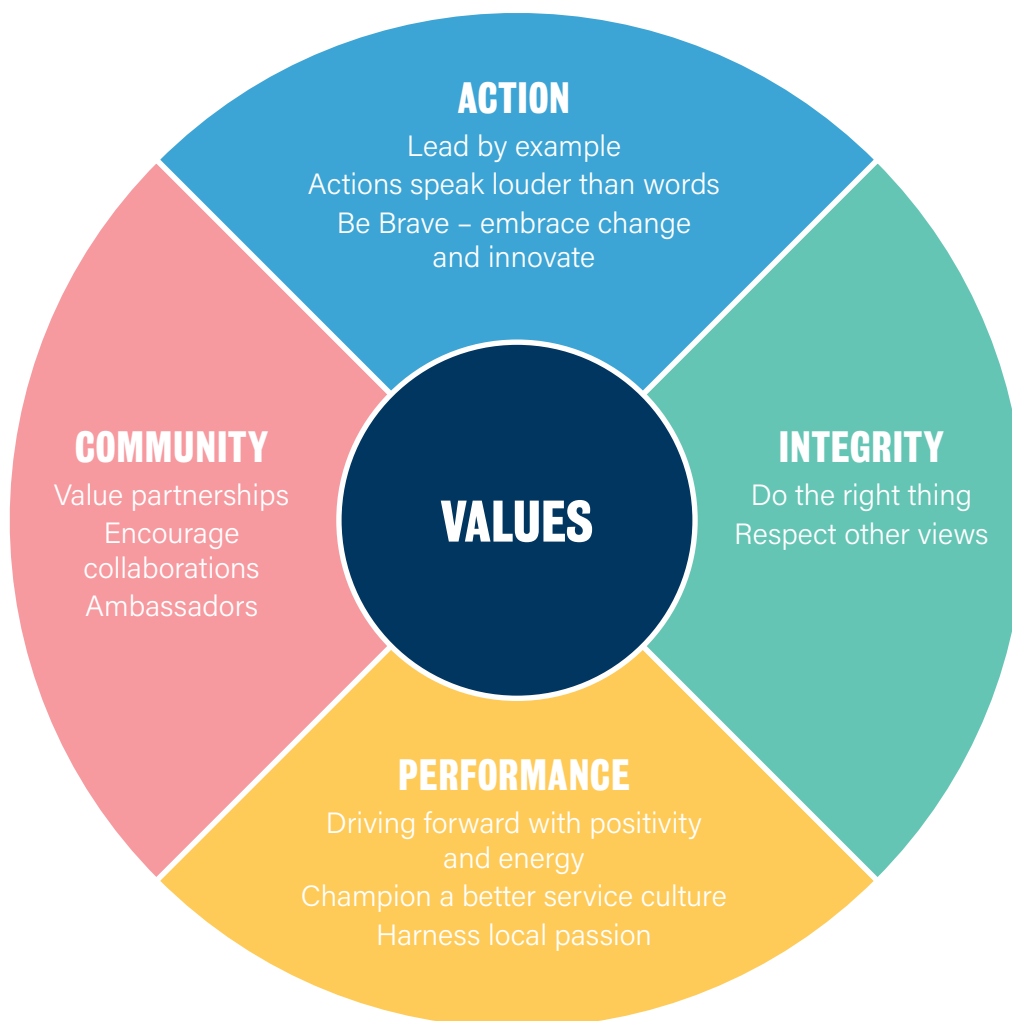 ACTION
Lead by example
Actions speak louder than words
Be Brave – embrace change
and innovate
COMMUNITY
Value partnerships
Encourage
collaborations
Ambassadors
VALUES
INTEGRITY
Do the right thing
Respect other views
PERFORMANCE
Driving forward with positivity
and energy
Champion a better service culture
Harness local passion